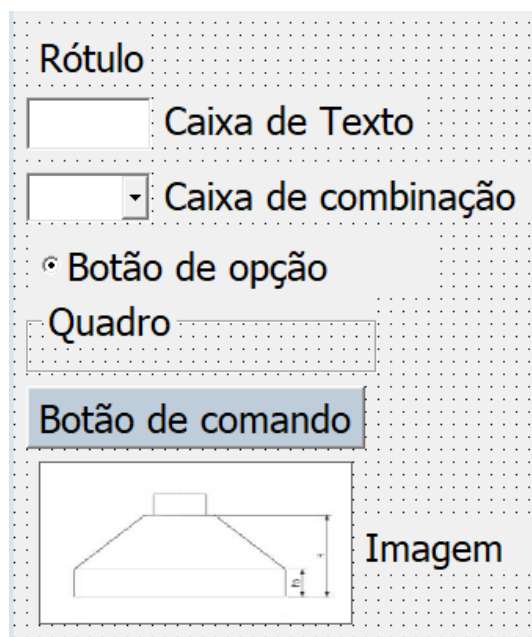 Rótulo
Caixa de Texto
Caixa de combinação
Botão de opção
Quadro
Botão de comando
Imagem